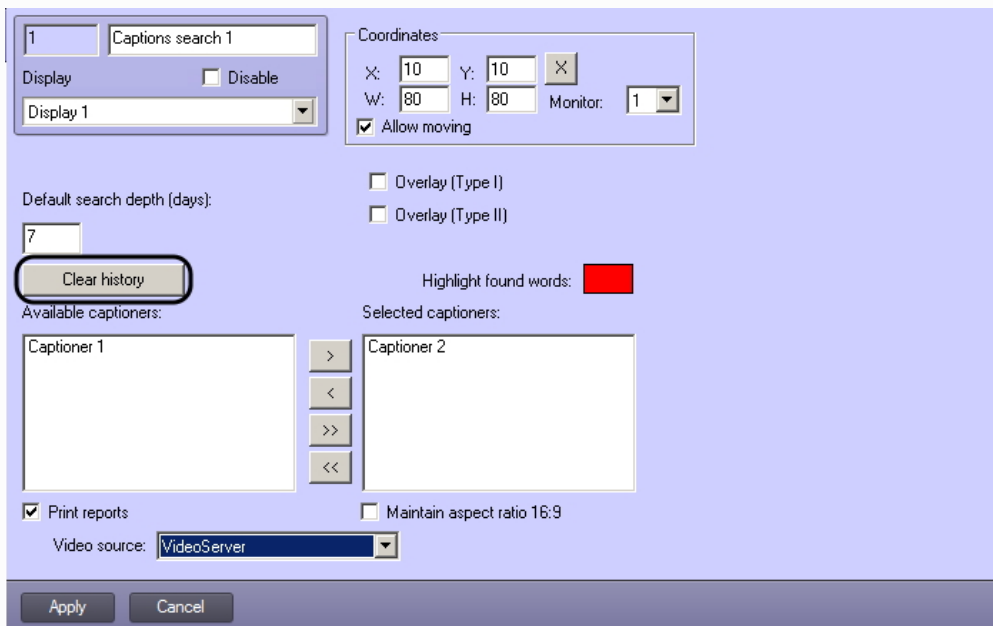 1 Captions search 1
Display Disable
Display 1
Coordinates
X: 10 Y: 10 X
W: 80 H: 80 Monitor: 1
Allow moving
Overlay (Type I)
Overlay (Type II)
Default search depth (days):
7
Clear history
Highlight found words:
Available captioners: Selected captioners:
Captioner 1 > Captioner 2
<
>>
<<
Print reports Maintain aspect ratio 16:9
Video source: VideoServer
Apply Cancel